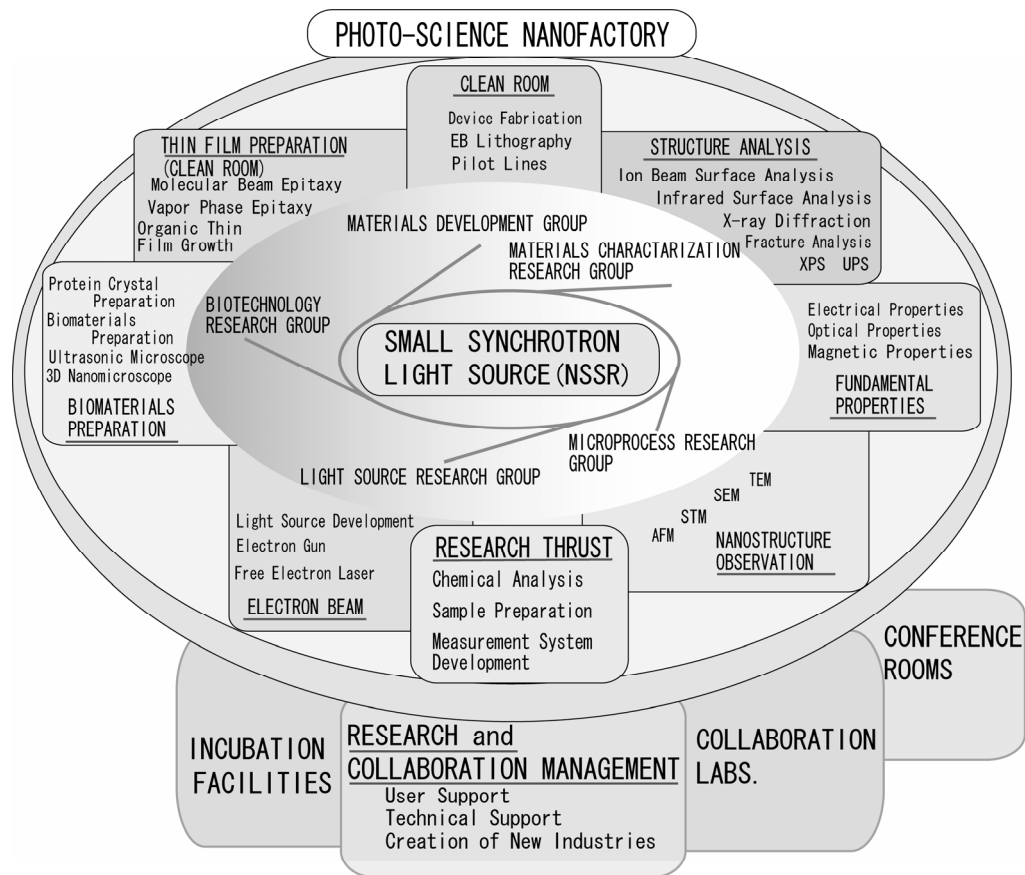 PHOTO-SCIENCE NANOFACTORY
CLEAN ROOM
Device Fabrication
EB Lithography
Pilot Lines
THIN FILM PREPARATION
(CLEAN ROOM)
Molecular Beam Epitaxy
Vapor Phase Epitaxy
Organic Thin
Film Growth
STRUCTURE ANALYSIS
Ion Beam Surface Analysis
Infrared Surface Analysis
X-ray Diffraction
Fracture Analysis
XPS UPS
MATERIALS DEVELOPMENT GROUP
MATERIALS CHARACTARIZATION
RESEARCH GROUP
BIOTECHNOLOGY
RESEARCH GROUP
Protein Crystal
Preparation
Biomaterials
Preparation
Ultrasonic Microscope
3D Nanomicroscope
BIOMATERIALS
PREPARATION
SMALL SYNCHROTRON
LIGHT SOURCE(NSSR)
Electrical Properties
Optical Properties
Magnetic Properties
FUNDAMENTAL
PROPERTIES
MICROPROCESS RESEARCH
GROUP
LIGHT SOURCE RESEARCH GROUP
Light Source Development
Electron Gun
Free Electron Laser
ELECTRON BEAM
RESEARCH THRUST
Chemical Analysis
Sample Preparation
Measurement System
Development
TEM
SEM
STM
AFM
NANOSTRUCTURE
OBSERVATION
INCUBATION
FACILITIES
RESEARCH and
COLLABORATION MANAGEMENT
User Support
Technical Support
Creation of New Industries
COLLABORATION
LABS.
CONFERENCE
ROOMS